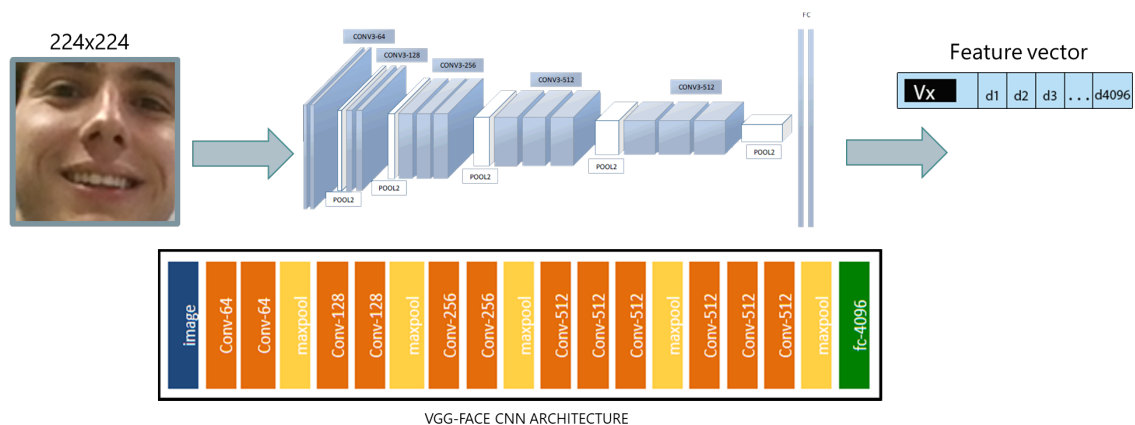 224x224
CONV3-64
CONV3-128
CONV3-256
CONV3-512
CONV3-512
FC
POOL2
POOL2
POOL2
POOL2
POOL2
Feature vector
Vx d1 d2 d3 ... d4096
image
Conv-64
Conv-64
maxpool
Conv-128
Conv-128
maxpool
Conv-256
Conv-256
maxpool
Conv-512
Conv-512
Conv-512
maxpool
Conv-512
Conv-512
Conv-512
maxpool
fc-4096
VGG-FACE CNN ARCHITECTURE